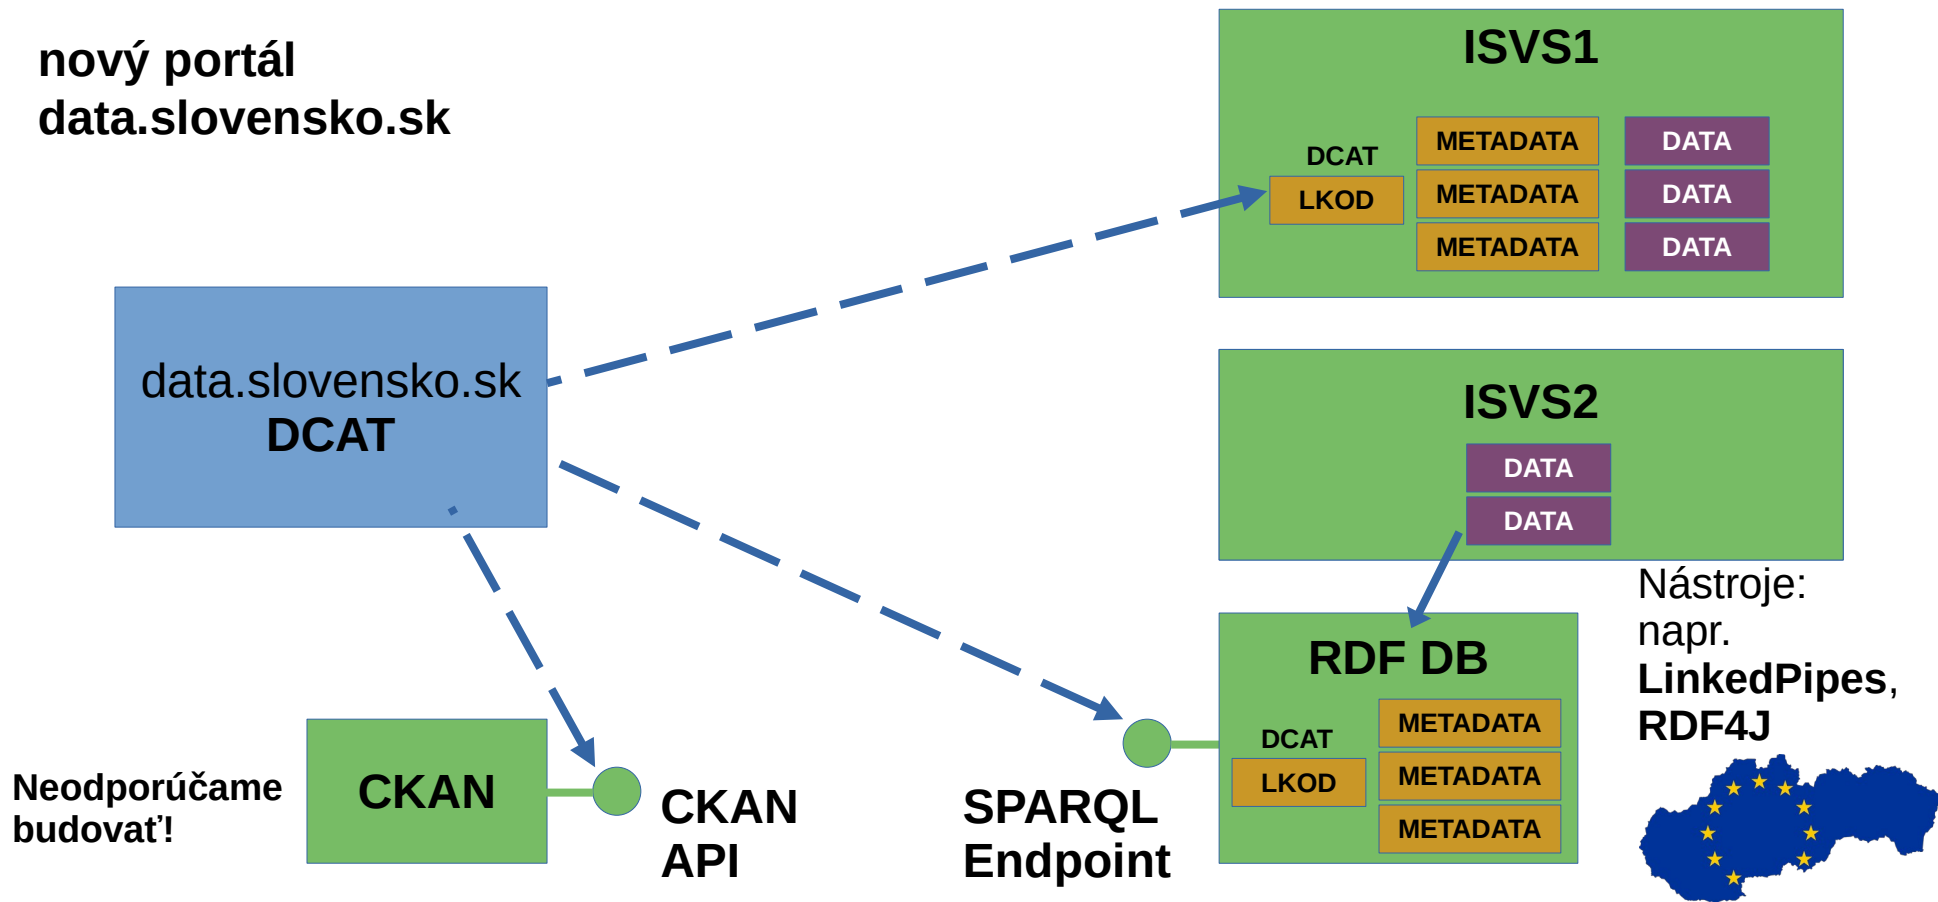 nový portál
data.slovensko.sk
ISVS1
DCAT
LKOD
METADATA
METADATA
METADATA
DATA
DATA
DATA
data.slovensko.sk
DCAT
ISVS2
DATA
DATA
Nástroje:
napr.
LinkedPipes,
RDF4J
RDF DB
DCAT
LKOD
METADATA
METADATA
METADATA
SPARQL
Endpoint
Neodporúčame
budovať!
CKAN
CKAN
API